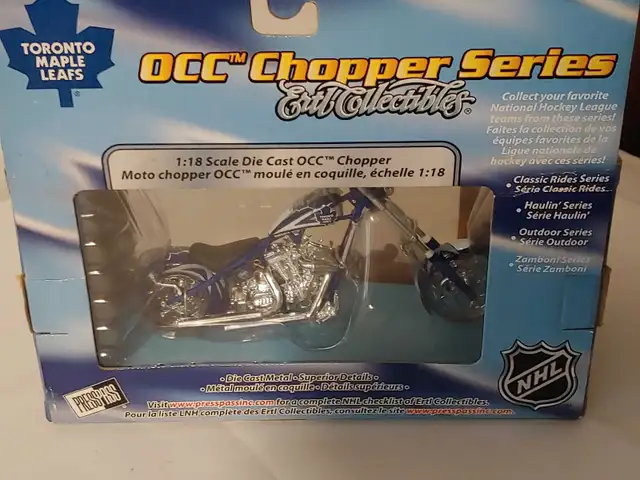 TORONTO
MAPLE
LEAFS
OCC™ Chopper Series
Ertl Collectibles®
Collect your favorite
National Hockey League
teams from these series!
Faites la collection de vos
équipes favorites de la
Ligue nationale de
hockey avec ces séries!
• Classic Rides Series
• Série Classic Rides
• Haulin' Series
Série Haulin'
Outdoor Series
• Série Outdoor
• Zamboni Series
Série Zamboni
1:18 Scale Die Cast OCC™ Chopper
Moto chopper OCC™ moulé en coquille, échelle 1:18
• Die Cast Metal • Superior Details •
• Métal moulé en coquille • Détails supérieurs •
Visit www.presspassinc.com for a complete NHL checklist of Ertl Collectibles.
Pour la liste LNH complete des Ertl Collectibles, consultez le site www.presspassinc.com.
NHL